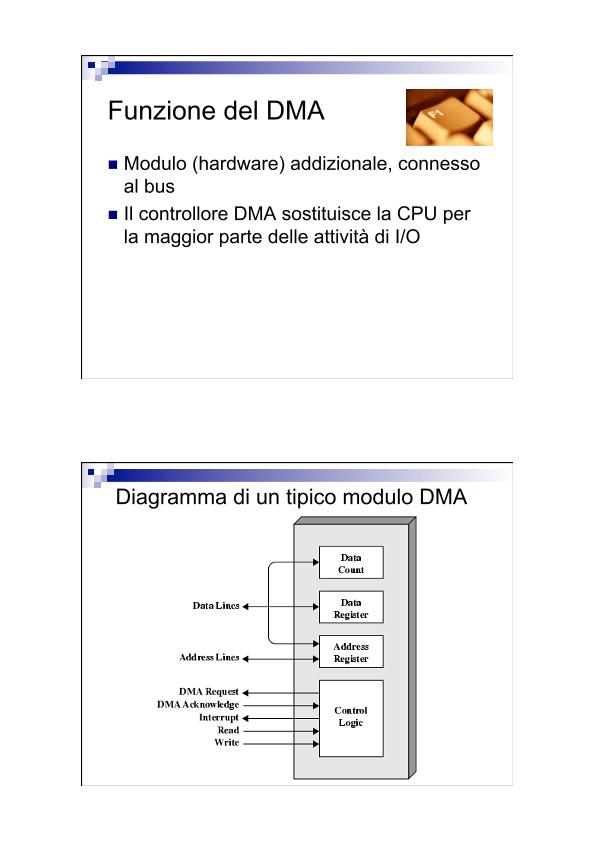 Funzione del DMA
F1
Modulo (hardware) addizionale, connesso
al bus
Il controllore DMA sostituisce la CPU per
la maggior parte delle attività di I/O
Diagramma di un tipico modulo DMA
Data
Count
Data Lines
Data
Register
Address
Register
Address Lines
DMA Request
DMA Acknowledge
Interrupt
Read
Write
Control
Logic